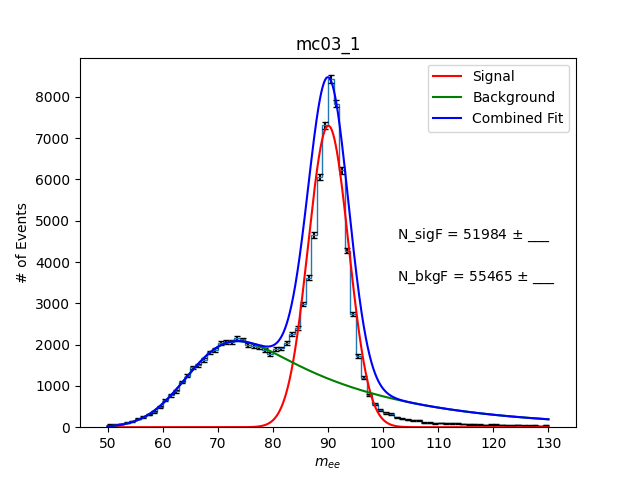 mc03_1
# of Events
8000
7000
6000
5000
4000
3000
2000
1000
0
Signal
Background
Combined Fit
N_sigF = 51984 ± ___
N_bkgF = 55465 ± ___
50 60 70 80 90 100 110 120 130
m_ee